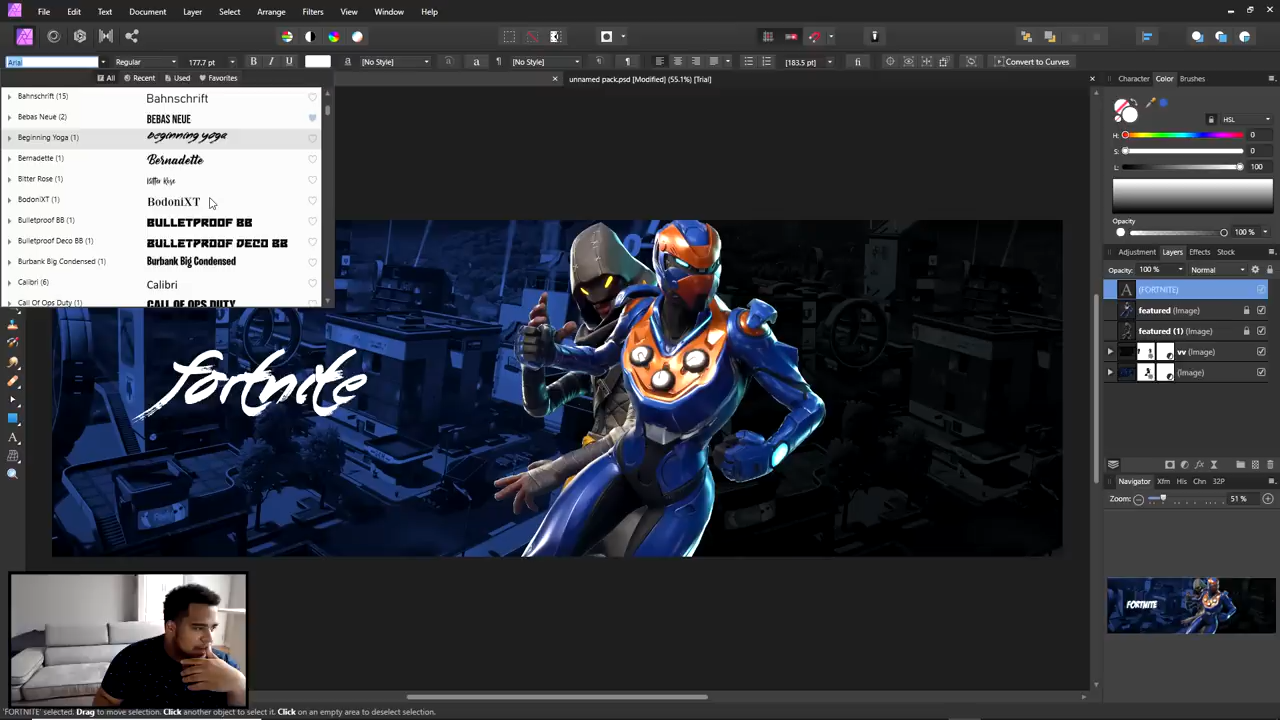 File Edit Text Document Layer Select Arrange Filters View Window Help
Arial Regular 177.7 pt B I U [No Style] a a ¶ [No Style] ¶ [183.5 pt] fi Convert to Curves
All Recent Used Favorites
unnamed pack.psd [Modified] (55.1%) [Trial]
Bahnschrift (15) Bahnschrift
Bebas Neue (2) BEBAS NEUE
Beginning Yoga (1) beginning yoga
Bernadette (1) Bernadette
Bitter Rose (1) Bitter Rose
BodoniXT (1) BodoniXT
Bulletproof BB (1) BULLETPROOF BB
Bulletproof Deco BB (1) BULLETPROOF DECO BB
Burbank Big Condensed (1) Burbank Big Condensed
Calibri (6) Calibri
Call Of Ops Duty (1) CALL OF OPS DUTY
fortnite
Character Color Brushes
HSL
H: 0
S: 0
L: 100
Opacity
100 %
Adjustment Layers Effects Stock
Opacity: 100 % Normal
A (FORTNITE)
featured (Image)
featured (1) (Image)
vv (Image)
(Image)
fx
Navigator Xfm His Chn 32P
Zoom: 51 %
FORTNITE
'FORTNITE' selected. Drag to move selection. Click another object to select it. Click on an empty area to deselect selection.